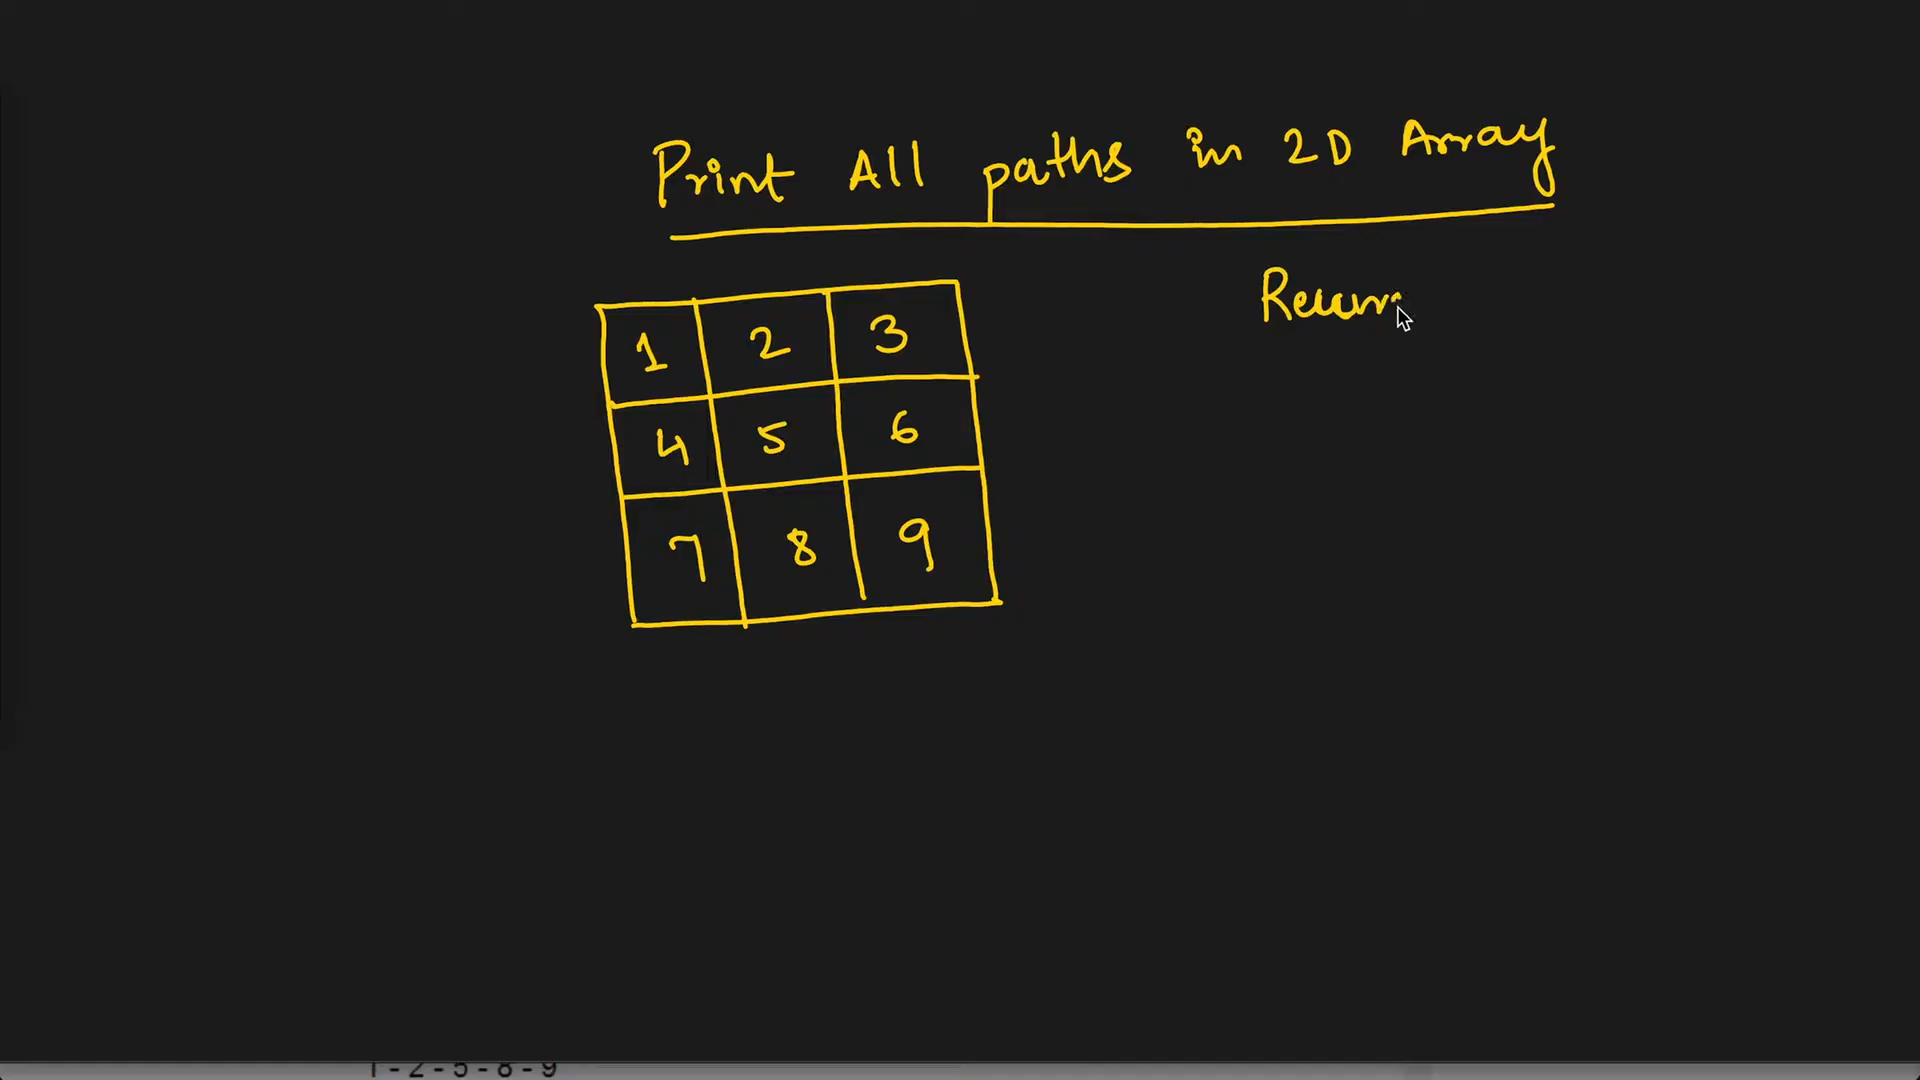 Print All paths in 2D Array
Recurs
1 2 3
4 5 6
7 8 9
1 - 2 - 5 - 8 - 9